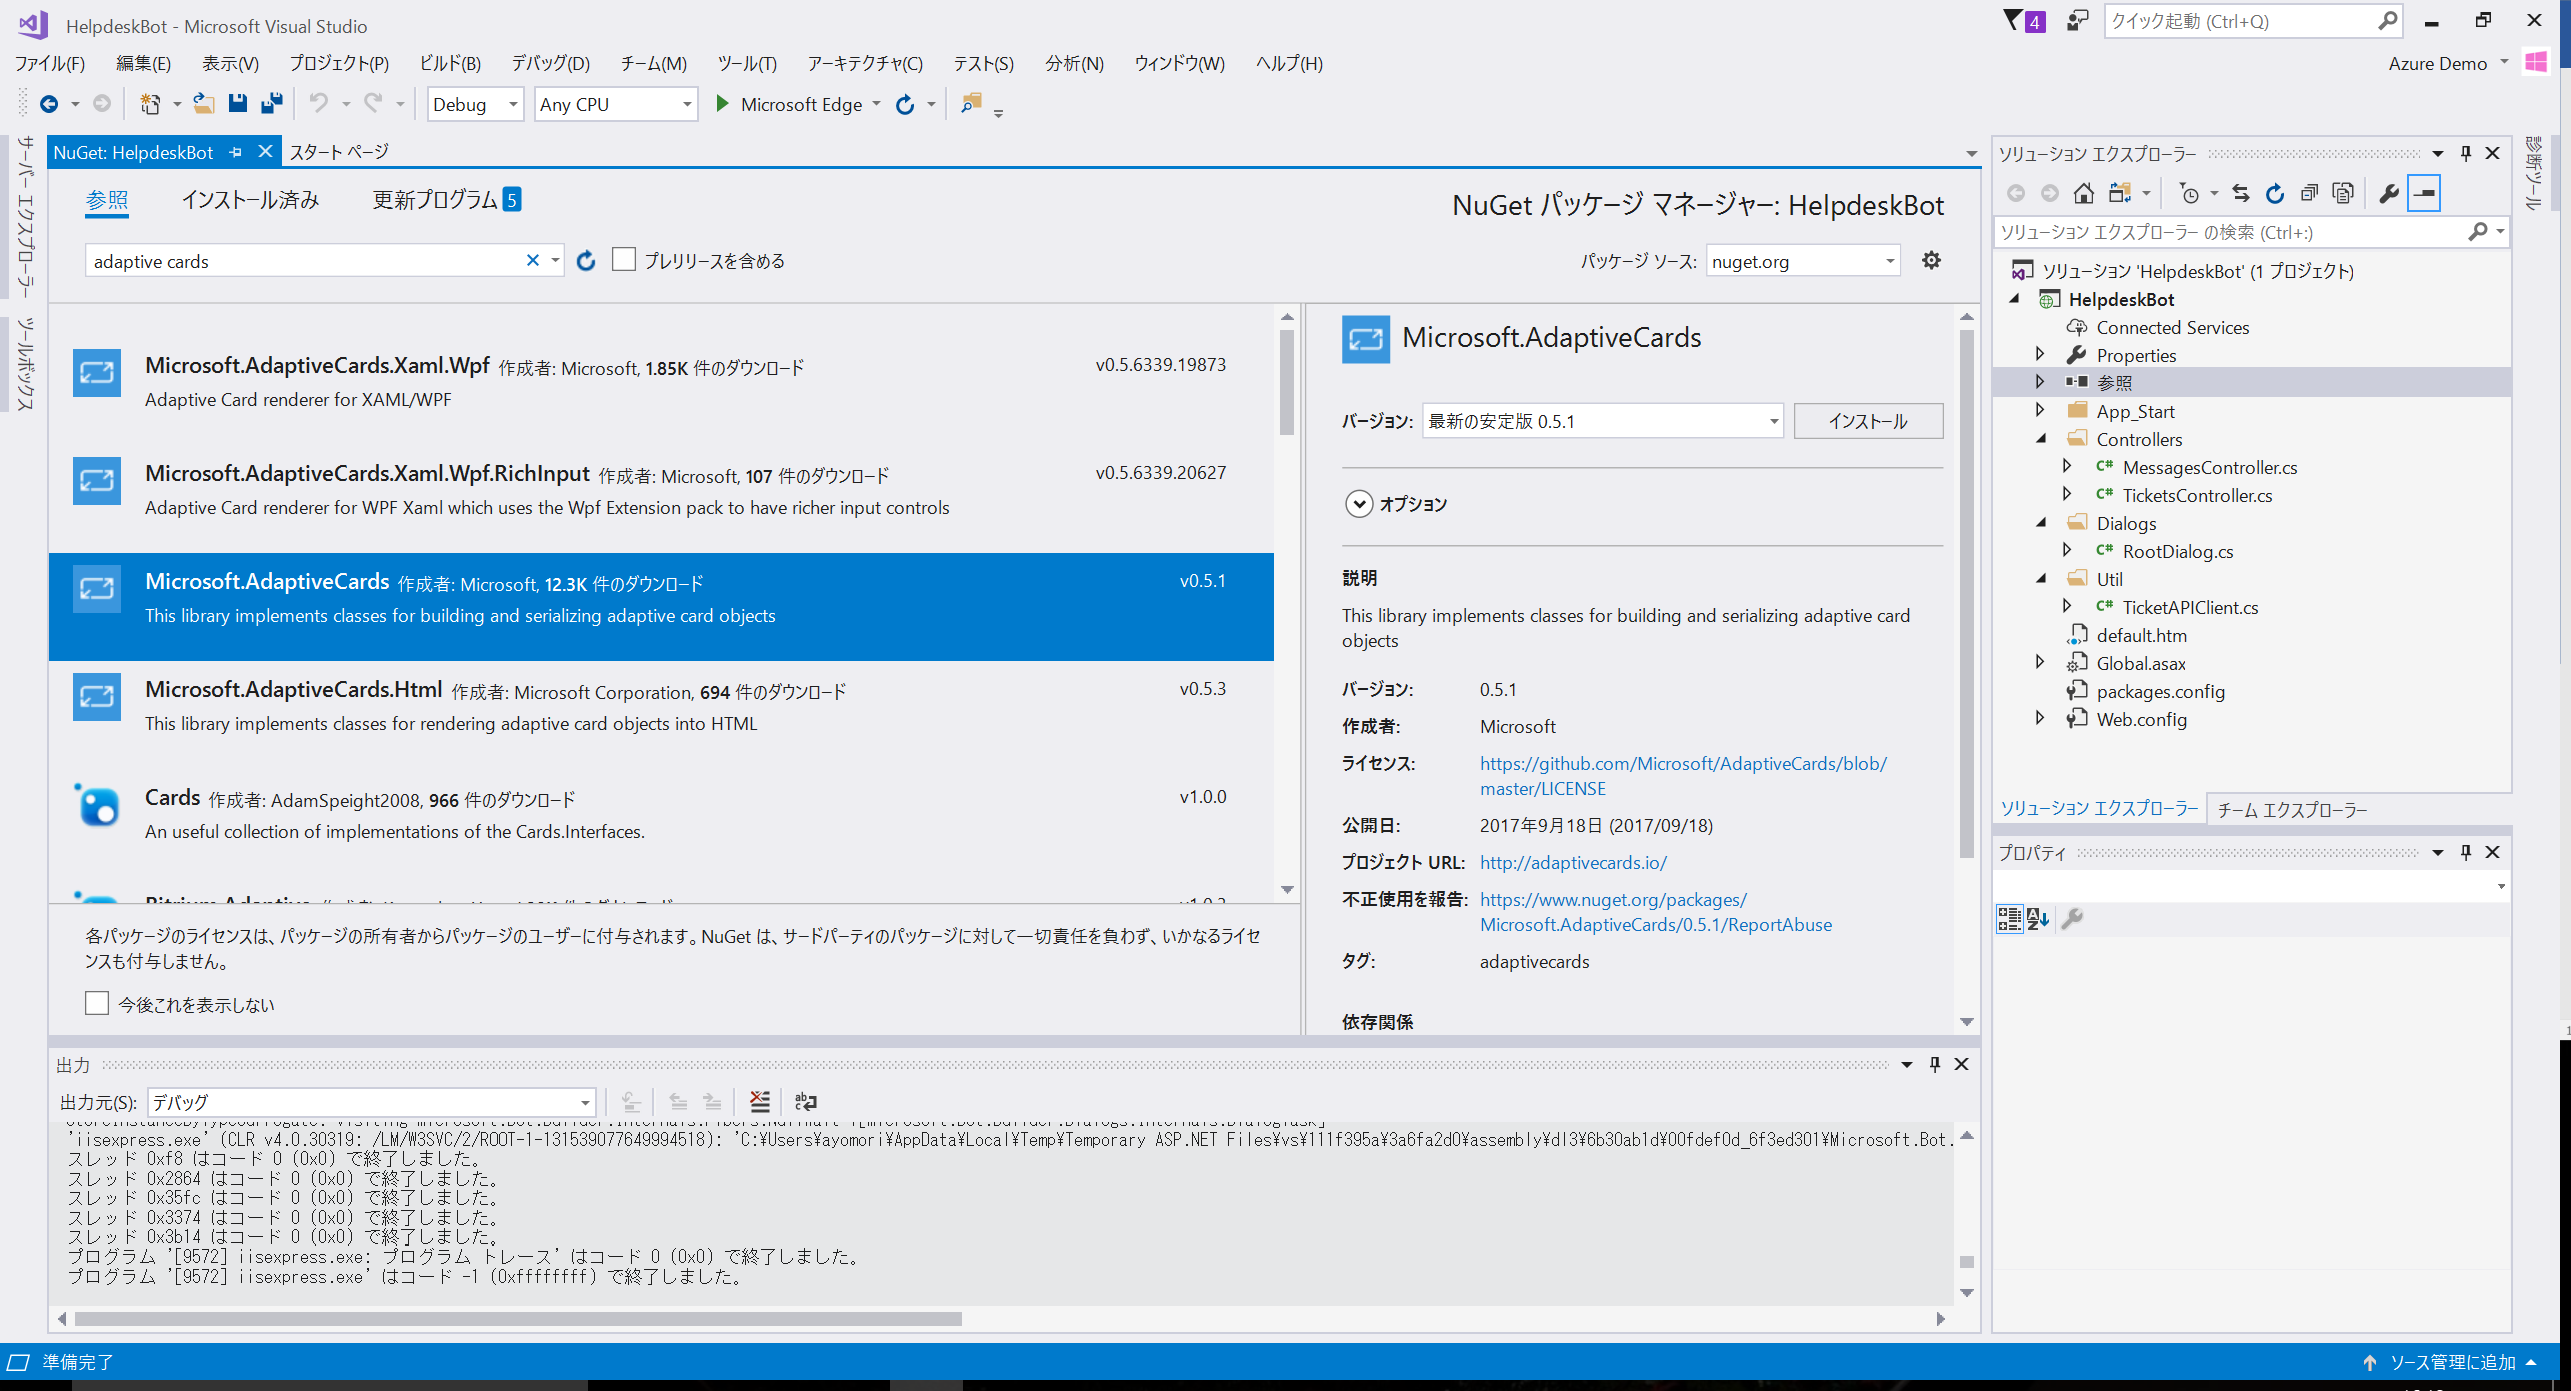 HelpdeskBot - Microsoft Visual Studio
4
クイック起動 (Ctrl+Q)
ファイル(F) 編集(E) 表示(V) プロジェクト(P) ビルド(B) デバッグ(D) チーム(M) ツール(T) アーキテクチャ(C) テスト(S) 分析(N) ウィンドウ(W) ヘルプ(H)
Azure Demo
Debug Any CPU Microsoft Edge
サーバー エクスプローラー
ツールボックス
NuGet: HelpdeskBot スタート ページ
参照 インストール済み 更新プログラム 5
NuGet パッケージ マネージャー: HelpdeskBot
adaptive cards
プレリリースを含める
パッケージ ソース: nuget.org
Microsoft.AdaptiveCards.Xaml.Wpf 作成者: Microsoft, 1.85K 件のダウンロード v0.5.6339.19873
Adaptive Card renderer for XAML/WPF
Microsoft.AdaptiveCards.Xaml.Wpf.RichInput 作成者: Microsoft, 107 件のダウンロード v0.5.6339.20627
Adaptive Card renderer for WPF Xaml which uses the Wpf Extension pack to have richer input controls
Microsoft.AdaptiveCards 作成者: Microsoft, 12.3K 件のダウンロード v0.5.1
This library implements classes for building and serializing adaptive card objects
Microsoft.AdaptiveCards.Html 作成者: Microsoft Corporation, 694 件のダウンロード v0.5.3
This library implements classes for rendering adaptive card objects into HTML
Cards 作成者: AdamSpeight2008, 966 件のダウンロード v1.0.0
An useful collection of implementations of the Cards.Interfaces.
各パッケージのライセンスは、パッケージの所有者からパッケージのユーザーに付与されます。NuGet は、サードパーティのパッケージに対して一切責任を負わず、いかなるライセ
ンスも付与しません。
今後これを表示しない
Microsoft.AdaptiveCards
バージョン: 最新の安定版 0.5.1 インストール
オプション
説明
This library implements classes for building and serializing adaptive card
objects
バージョン: 0.5.1
作成者: Microsoft
ライセンス: https://github.com/Microsoft/AdaptiveCards/blob/
master/LICENSE
公開日: 2017年9月18日 (2017/09/18)
プロジェクト URL: http://adaptivecards.io/
不正使用を報告: https://www.nuget.org/packages/
Microsoft.AdaptiveCards/0.5.1/ReportAbuse
タグ: adaptivecards
依存関係
出力
出力元(S): デバッグ
'iisexpress.exe' (CLR v4.0.30319: /LM/W3SVC/2/ROOT-1-131539077649994518): 'C:¥Users¥ayomori¥AppData¥Local¥Temp¥Temporary ASP.NET Files¥vs¥111f395a¥3a6fa2d0¥assembly¥dl3¥6b30ab1d¥00fdef0d_6f3ed301¥Microsoft.Bot.
スレッド 0xf8 はコード 0 (0x0) で終了しました。
スレッド 0x2864 はコード 0 (0x0) で終了しました。
スレッド 0x35fc はコード 0 (0x0) で終了しました。
スレッド 0x3374 はコード 0 (0x0) で終了しました。
スレッド 0x3b14 はコード 0 (0x0) で終了しました。
プログラム '[9572] iisexpress.exe: プログラム トレース' はコード 0 (0x0) で終了しました。
プログラム '[9572] iisexpress.exe' はコード -1 (0xffffffff) で終了しました。
ソリューション エクスプローラー
診断ツール
ソリューション エクスプローラー の検索 (Ctrl+:)
ソリューション 'HelpdeskBot' (1 プロジェクト)
HelpdeskBot
Connected Services
Properties
参照
App_Start
Controllers
C# MessagesController.cs
C# TicketsController.cs
Dialogs
C# RootDialog.cs
Util
C# TicketAPIClient.cs
default.htm
Global.asax
packages.config
Web.config
ソリューション エクスプローラー チーム エクスプローラー
プロパティ
準備完了
ソース管理に追加